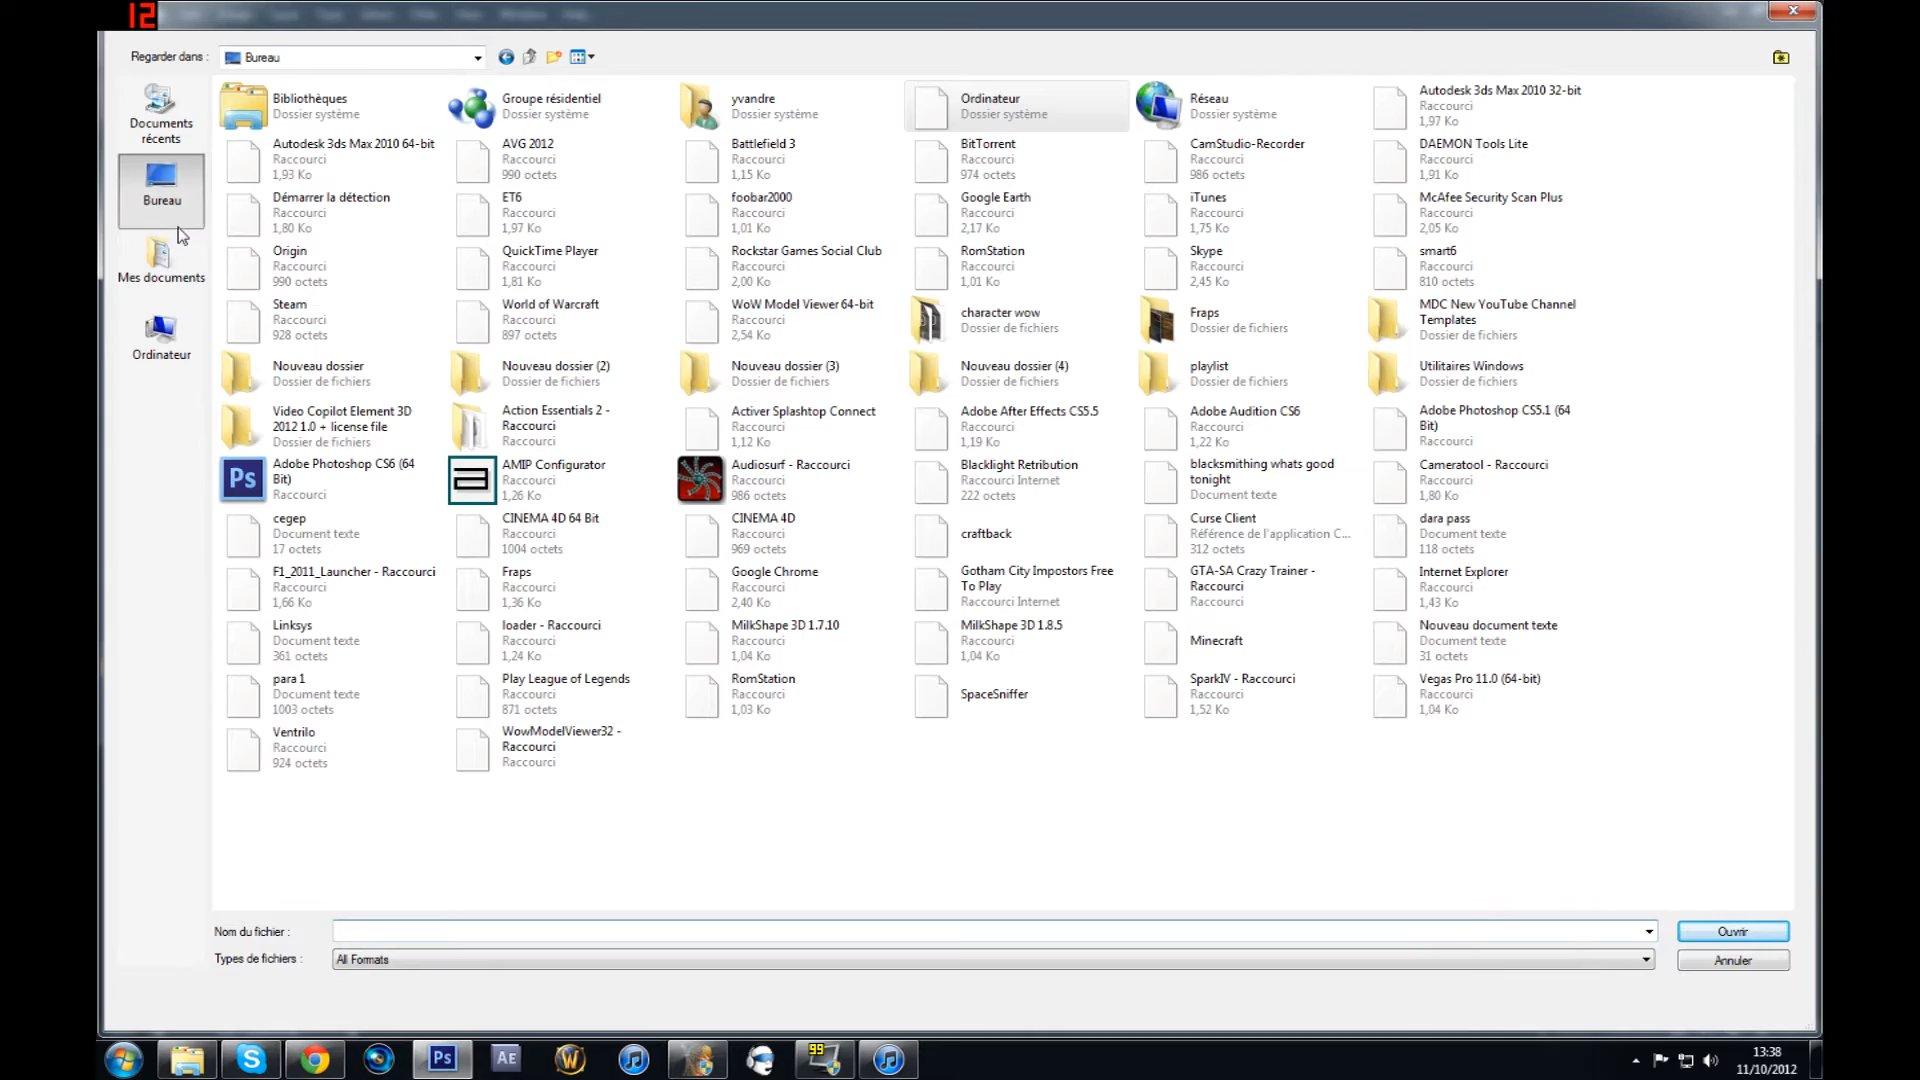 12
Regarder dans :
Bureau
Documents
récents
Bureau
Mes documents
Ordinateur
Bibliothèques
Dossier système
Groupe résidentiel
Dossier système
yvandre
Dossier système
Ordinateur
Dossier système
Réseau
Dossier système
Autodesk 3ds Max 2010 32-bit
Raccourci
1,97 Ko
Autodesk 3ds Max 2010 64-bit
Raccourci
1,93 Ko
AVG 2012
Raccourci
990 octets
Battlefield 3
Raccourci
1,15 Ko
BitTorrent
Raccourci
974 octets
CamStudio-Recorder
Raccourci
986 octets
DAEMON Tools Lite
Raccourci
1,91 Ko
Démarrer la détection
Raccourci
1,80 Ko
ET6
Raccourci
1,97 Ko
foobar2000
Raccourci
1,01 Ko
Google Earth
Raccourci
2,17 Ko
iTunes
Raccourci
1,75 Ko
McAfee Security Scan Plus
Raccourci
2,05 Ko
Origin
Raccourci
990 octets
QuickTime Player
Raccourci
1,81 Ko
Rockstar Games Social Club
Raccourci
2,00 Ko
RomStation
Raccourci
1,01 Ko
Skype
Raccourci
2,45 Ko
smart6
Raccourci
810 octets
Steam
Raccourci
928 octets
World of Warcraft
Raccourci
897 octets
WoW Model Viewer 64-bit
Raccourci
2,54 Ko
character wow
Dossier de fichiers
Fraps
Dossier de fichiers
MDC New YouTube Channel
Templates
Dossier de fichiers
Nouveau dossier
Dossier de fichiers
Nouveau dossier (2)
Dossier de fichiers
Nouveau dossier (3)
Dossier de fichiers
Nouveau dossier (4)
Dossier de fichiers
playlist
Dossier de fichiers
Utilitaires Windows
Dossier de fichiers
Video Copilot Element 3D
2012 1.0 + license file
Dossier de fichiers
Action Essentials 2 -
Raccourci
Raccourci
Activer Splashtop Connect
Raccourci
1,12 Ko
Adobe After Effects CS5.5
Raccourci
1,19 Ko
Adobe Audition CS6
Raccourci
1,22 Ko
Adobe Photoshop CS5.1 (64
Bit)
Raccourci
Ps
Adobe Photoshop CS6 (64
Bit)
Raccourci
AMIP Configurator
Raccourci
1,26 Ko
Audiosurf - Raccourci
Raccourci
986 octets
Blacklight Retribution
Raccourci Internet
222 octets
blacksmithing whats good
tonight
Document texte
Cameratool - Raccourci
Raccourci
1,80 Ko
cegep
Document texte
17 octets
CINEMA 4D 64 Bit
Raccourci
1004 octets
CINEMA 4D
Raccourci
969 octets
craftback
Curse Client
Référence de l'application C...
312 octets
dara pass
Document texte
118 octets
F1_2011_Launcher - Raccourci
Raccourci
1,66 Ko
Fraps
Raccourci
1,36 Ko
Google Chrome
Raccourci
2,40 Ko
Gotham City Impostors Free
To Play
Raccourci Internet
GTA-SA Crazy Trainer -
Raccourci
Raccourci
Internet Explorer
Raccourci
1,43 Ko
Linksys
Document texte
361 octets
loader - Raccourci
Raccourci
1,24 Ko
MilkShape 3D 1.7.10
Raccourci
1,04 Ko
MilkShape 3D 1.8.5
Raccourci
1,04 Ko
Minecraft
Nouveau document texte
Document texte
31 octets
para 1
Document texte
1003 octets
Play League of Legends
Raccourci
871 octets
RomStation
Raccourci
1,03 Ko
SpaceSniffer
SparkIV - Raccourci
Raccourci
1,52 Ko
Vegas Pro 11.0 (64-bit)
Raccourci
1,04 Ko
Ventrilo
Raccourci
924 octets
WowModelViewer32 -
Raccourci
Raccourci
Nom du fichier :
Ouvrir
Types de fichiers :
All Formats
Annuler
Ps
AE
W
99
13:38
11/10/2012